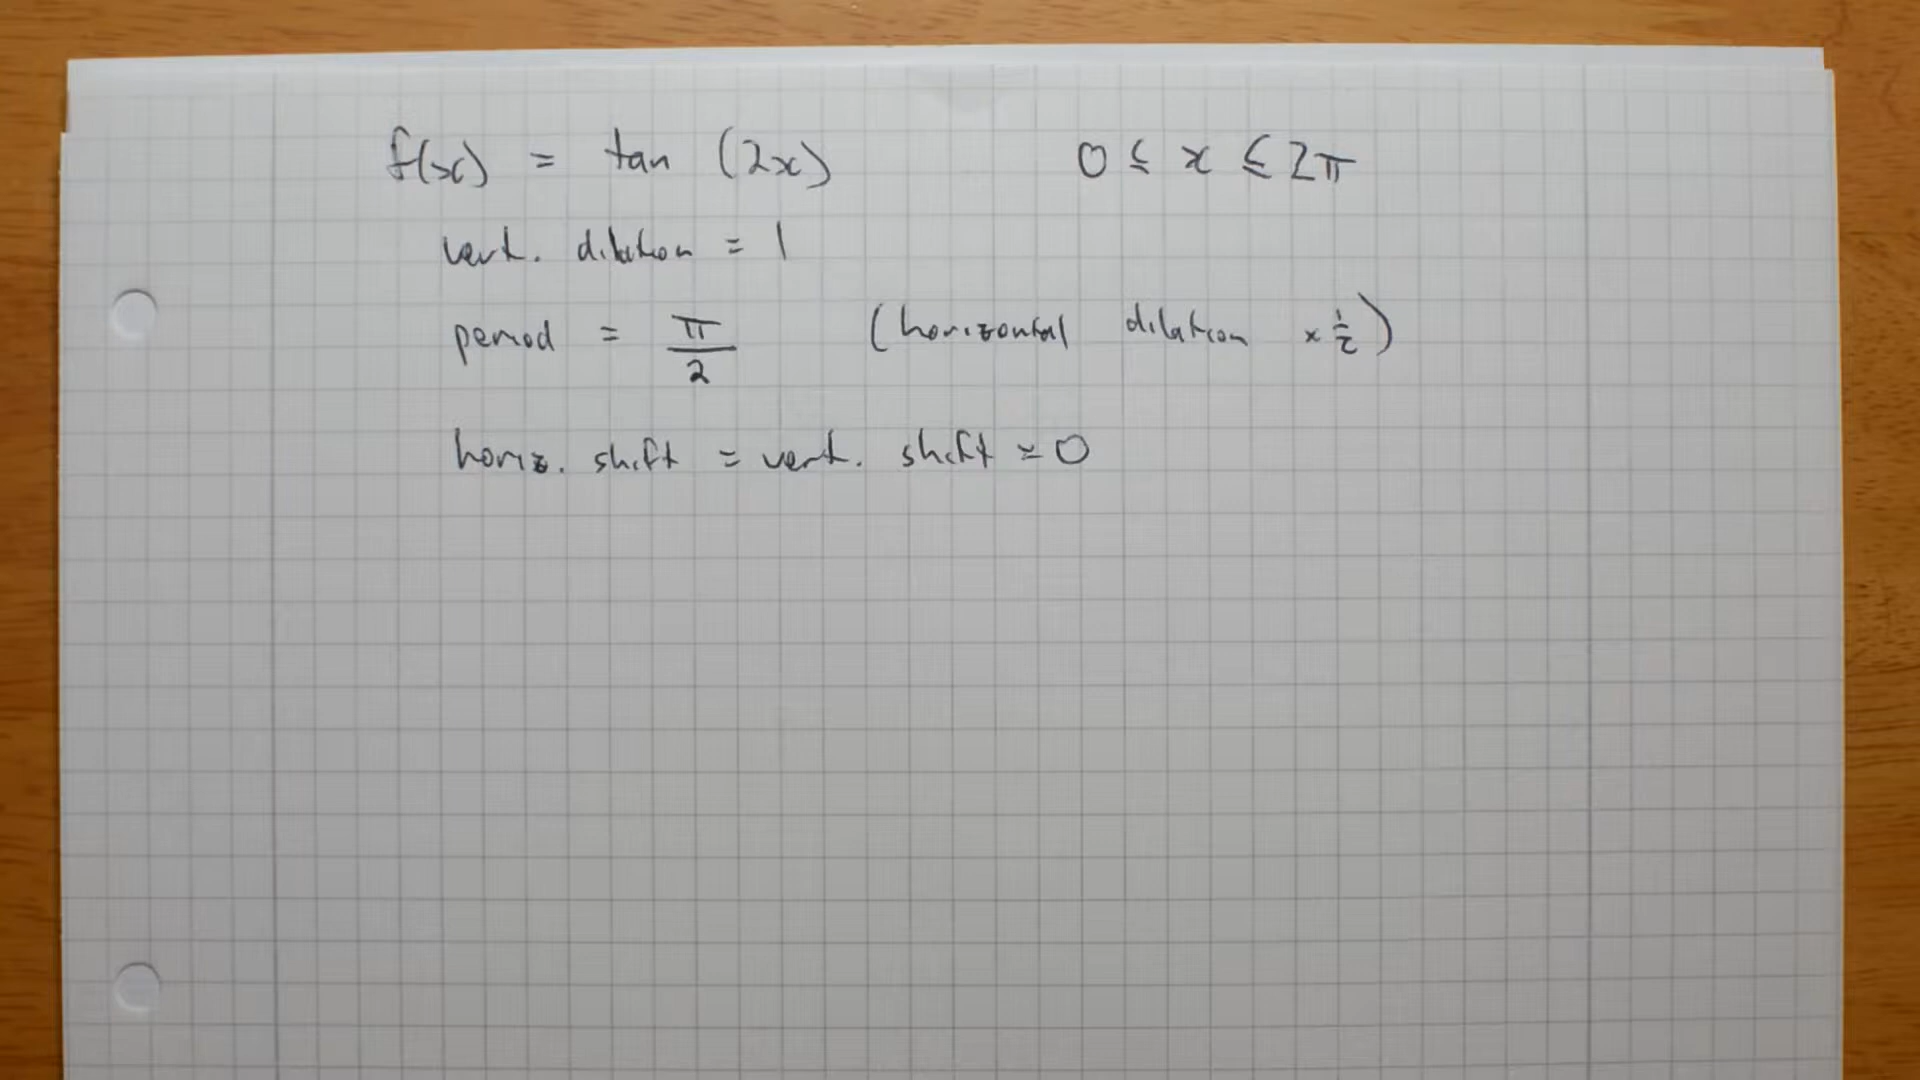 f(x) = tan (2x) 0 ≤ x ≤ 2π
vert. dilation = 1
period = π/2 (horizontal dilation × 1/2)
horiz. shift = vert. shift = 0